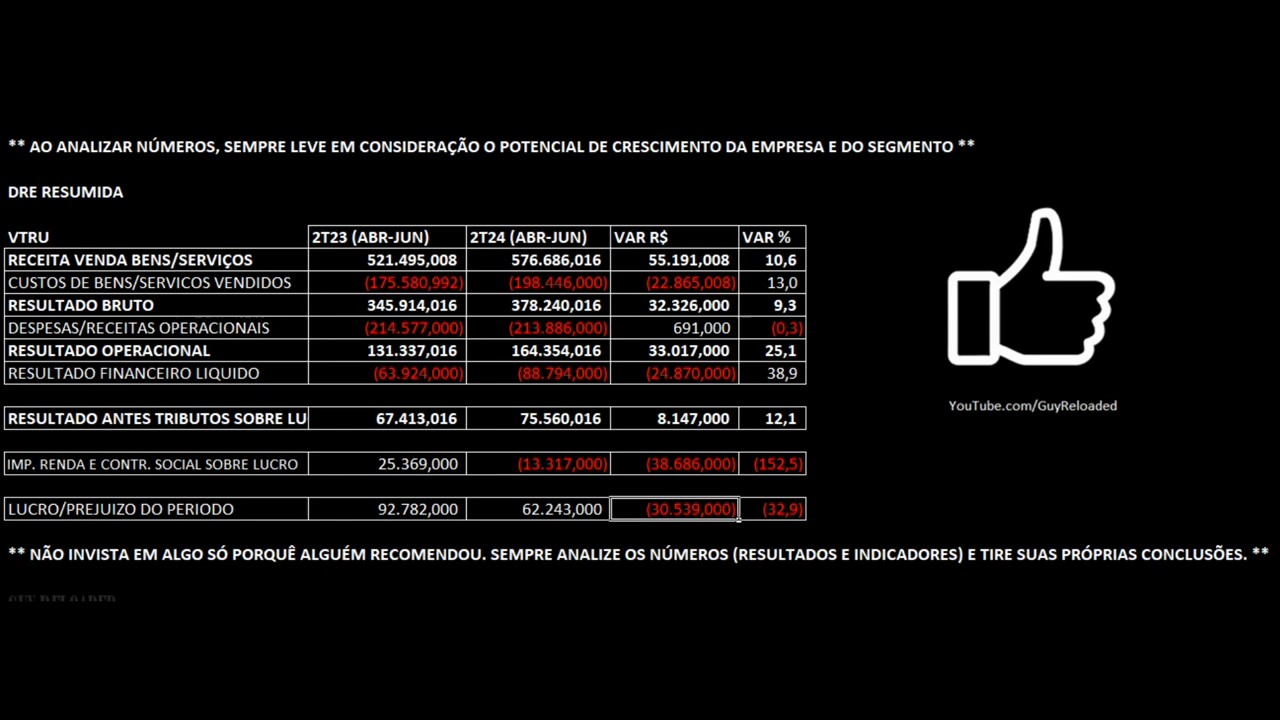 ** AO ANALIZAR NÚMEROS, SEMPRE LEVE EM CONSIDERAÇÃO O POTENCIAL DE CRESCIMENTO DA EMPRESA E DO SEGMENTO **
DRE RESUMIDA
VTRU 2T23 (ABR-JUN) 2T24 (ABR-JUN) VAR R$ VAR %
RECEITA VENDA BENS/SERVIÇOS 521.495,008 576.686,016 55.191,008 10,6
CUSTOS DE BENS/SERVICOS VENDIDOS (175.580,992) (198.446,000) (22.865,008) 13,0
RESULTADO BRUTO 345.914,016 378.240,016 32.326,000 9,3
DESPESAS/RECEITAS OPERACIONAIS (214.577,000) (213.886,000) 691,000 (0,3)
RESULTADO OPERACIONAL 131.337,016 164.354,016 33.017,000 25,1
RESULTADO FINANCEIRO LIQUIDO (63.924,000) (88.794,000) (24.870,000) 38,9
RESULTADO ANTES TRIBUTOS SOBRE LU 67.413,016 75.560,016 8.147,000 12,1
IMP. RENDA E CONTR. SOCIAL SOBRE LUCRO 25.369,000 (13.317,000) (38.686,000) (152,5)
LUCRO/PREJUIZO DO PERIODO 92.782,000 62.243,000 (30.539,000) (32,9)
** NÃO INVISTA EM ALGO SÓ PORQUÊ ALGUÉM RECOMENDOU. SEMPRE ANALIZE OS NÚMEROS (RESULTADOS E INDICADORES) E TIRE SUAS PRÓPRIAS CONCLUSÕES. **
GUY RELOADED
YouTube.com/GuyReloaded